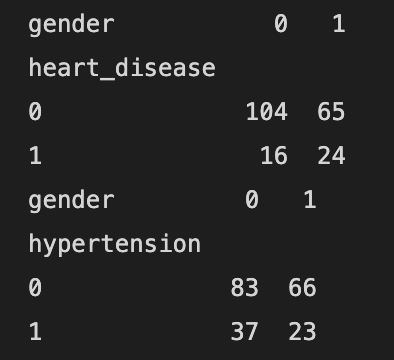 gender 0 1
heart_disease
0 104 65
1 16 24
gender 0 1
hypertension
0 83 66
1 37 23